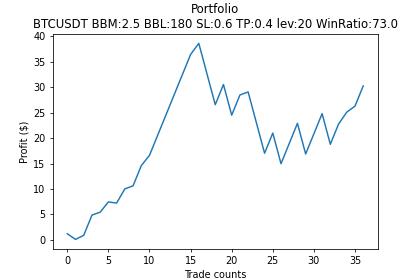 Portfolio
BTCUSDT BBM:2.5 BBL:180 SL:0.6 TP:0.4 lev:20 WinRatio:73.0
40
35
30
25
20
15
10
5
0
Profit ($)
0 5 10 15 20 25 30 35
Trade counts